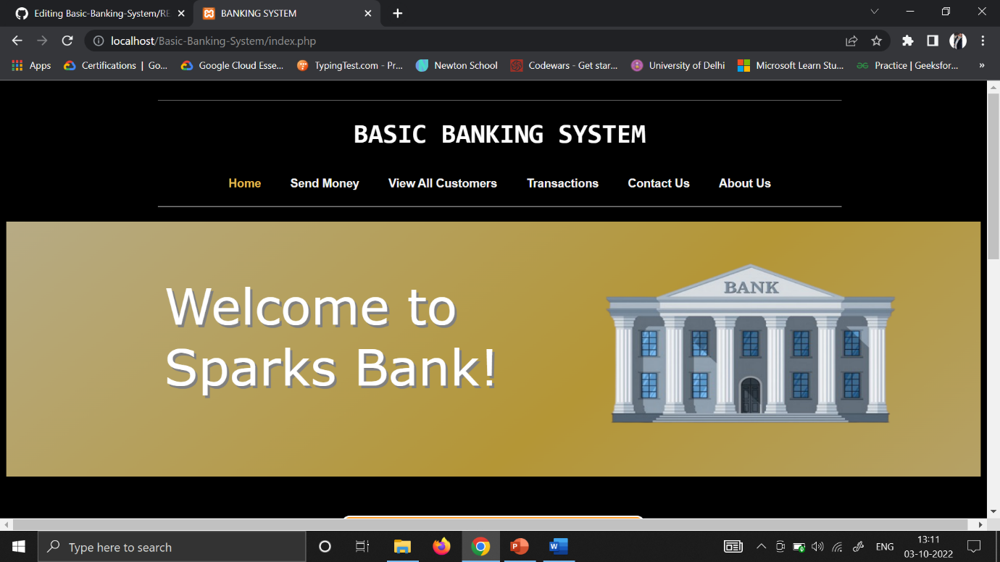 Editing Basic-Banking-System/RE
BANKING SYSTEM
localhost/Basic-Banking-System/index.php
Apps
Certifications | Go...
Google Cloud Esse...
TypingTest.com - Pr...
Newton School
Codewars - Get star...
University of Delhi
Microsoft Learn Stu...
Practice | Geeksfor...
»
BASIC BANKING SYSTEM
Home Send Money View All Customers Transactions Contact Us About Us
Welcome to
Sparks Bank!
BANK
Type here to search
ENG
13:11
03-10-2022